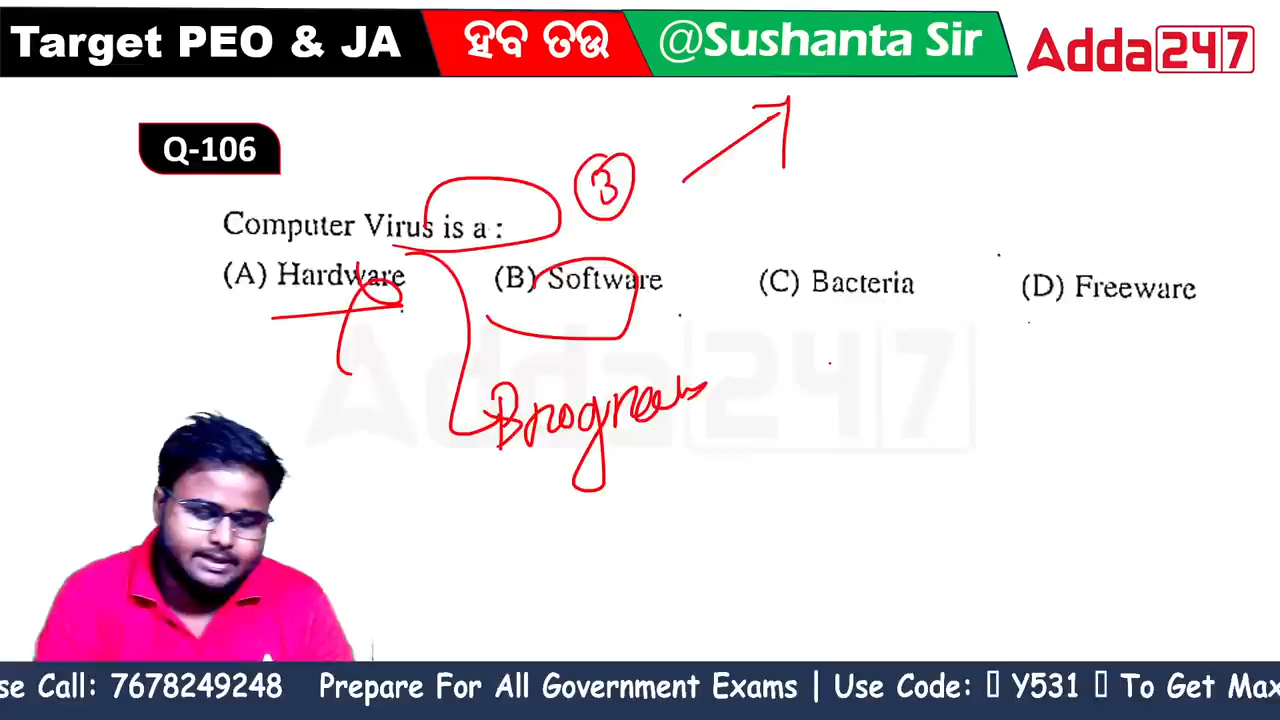 Target PEO & JA ହବ ତଉ @Sushanta Sir Adda247
Q-106
3
Computer Virus is a :
(A) Hardware (B) Software (C) Bacteria (D) Freeware
Adda247
se Call: 7678249248 Prepare For All Government Exams | Use Code: Y531 To Get Max